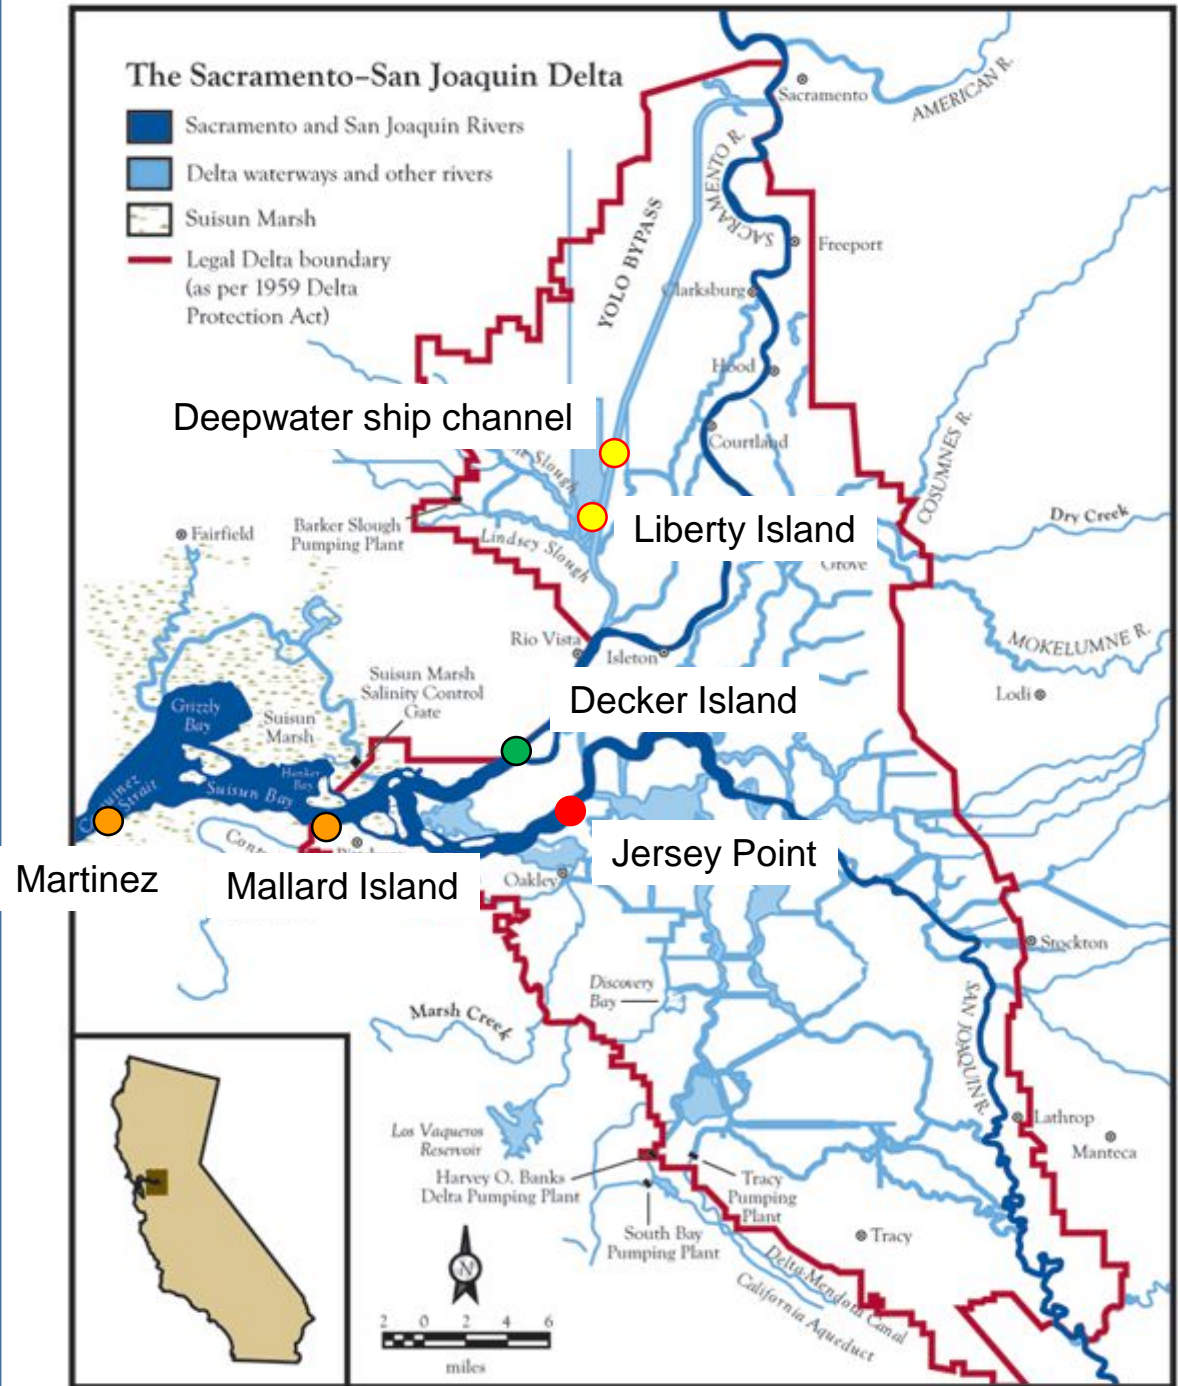 The Sacramento–San Joaquin Delta
Sacramento and San Joaquin Rivers
Delta waterways and other rivers
Suisun Marsh
Legal Delta boundary
(as per 1959 Delta
Protection Act)
Sacramento
AMERICAN R.
SACRAMENTO R.
YOLO BYPASS
Freeport
Clarksburg
Hood
Deepwater ship channel
Courtland
Slough
COSUMNES R.
Barker Slough
Pumping Plant
Fairfield
Lindsey Slough
Liberty Island
Dry Creek
Grove
MOKELUMNE R.
Rio Vista
Isleton
Lodi
Suisun Marsh
Salinity Control
Gate
Decker Island
Grizzly
Bay
Suisun
Marsh
Honker
Bay
Suisun Bay
Strait
Jersey Point
Martinez
Mallard Island
Oakley
Stockton
Discovery
Bay
Marsh Creek
SAN JOAQUIN R.
Los Vaqueros
Reservoir
Lathrop
Manteca
Harvey O. Banks
Delta Pumping Plant
Tracy
Pumping
Plant
South Bay
Pumping Plant
Tracy
Delta-Mendota Canal
California Aqueduct
N
2 0 2 4 6
miles